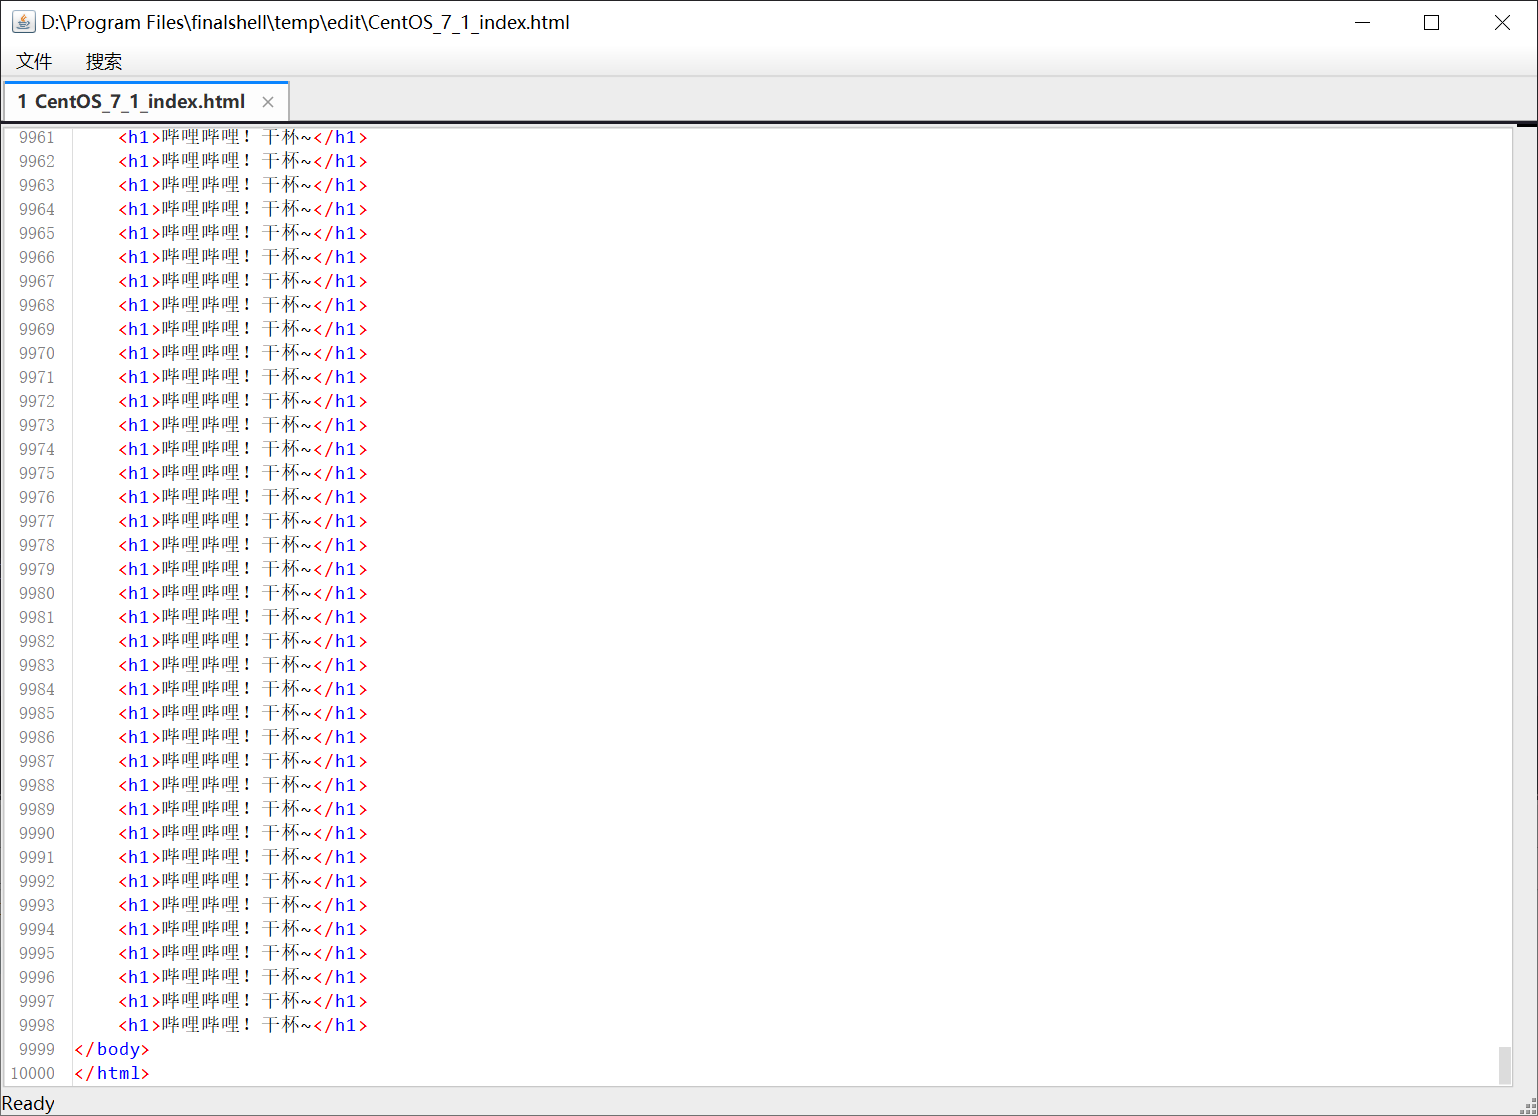 D:\Program Files\finalshell\temp\edit\CentOS_7_1_index.html
文件 搜索
1 CentOS_7_1_index.html ×
9961 <h1>哔哩哔哩！干杯~</h1>
9962 <h1>哔哩哔哩！干杯~</h1>
9963 <h1>哔哩哔哩！干杯~</h1>
9964 <h1>哔哩哔哩！干杯~</h1>
9965 <h1>哔哩哔哩！干杯~</h1>
9966 <h1>哔哩哔哩！干杯~</h1>
9967 <h1>哔哩哔哩！干杯~</h1>
9968 <h1>哔哩哔哩！干杯~</h1>
9969 <h1>哔哩哔哩！干杯~</h1>
9970 <h1>哔哩哔哩！干杯~</h1>
9971 <h1>哔哩哔哩！干杯~</h1>
9972 <h1>哔哩哔哩！干杯~</h1>
9973 <h1>哔哩哔哩！干杯~</h1>
9974 <h1>哔哩哔哩！干杯~</h1>
9975 <h1>哔哩哔哩！干杯~</h1>
9976 <h1>哔哩哔哩！干杯~</h1>
9977 <h1>哔哩哔哩！干杯~</h1>
9978 <h1>哔哩哔哩！干杯~</h1>
9979 <h1>哔哩哔哩！干杯~</h1>
9980 <h1>哔哩哔哩！干杯~</h1>
9981 <h1>哔哩哔哩！干杯~</h1>
9982 <h1>哔哩哔哩！干杯~</h1>
9983 <h1>哔哩哔哩！干杯~</h1>
9984 <h1>哔哩哔哩！干杯~</h1>
9985 <h1>哔哩哔哩！干杯~</h1>
9986 <h1>哔哩哔哩！干杯~</h1>
9987 <h1>哔哩哔哩！干杯~</h1>
9988 <h1>哔哩哔哩！干杯~</h1>
9989 <h1>哔哩哔哩！干杯~</h1>
9990 <h1>哔哩哔哩！干杯~</h1>
9991 <h1>哔哩哔哩！干杯~</h1>
9992 <h1>哔哩哔哩！干杯~</h1>
9993 <h1>哔哩哔哩！干杯~</h1>
9994 <h1>哔哩哔哩！干杯~</h1>
9995 <h1>哔哩哔哩！干杯~</h1>
9996 <h1>哔哩哔哩！干杯~</h1>
9997 <h1>哔哩哔哩！干杯~</h1>
9998 <h1>哔哩哔哩！干杯~</h1>
9999 </body>
10000 </html>
Ready